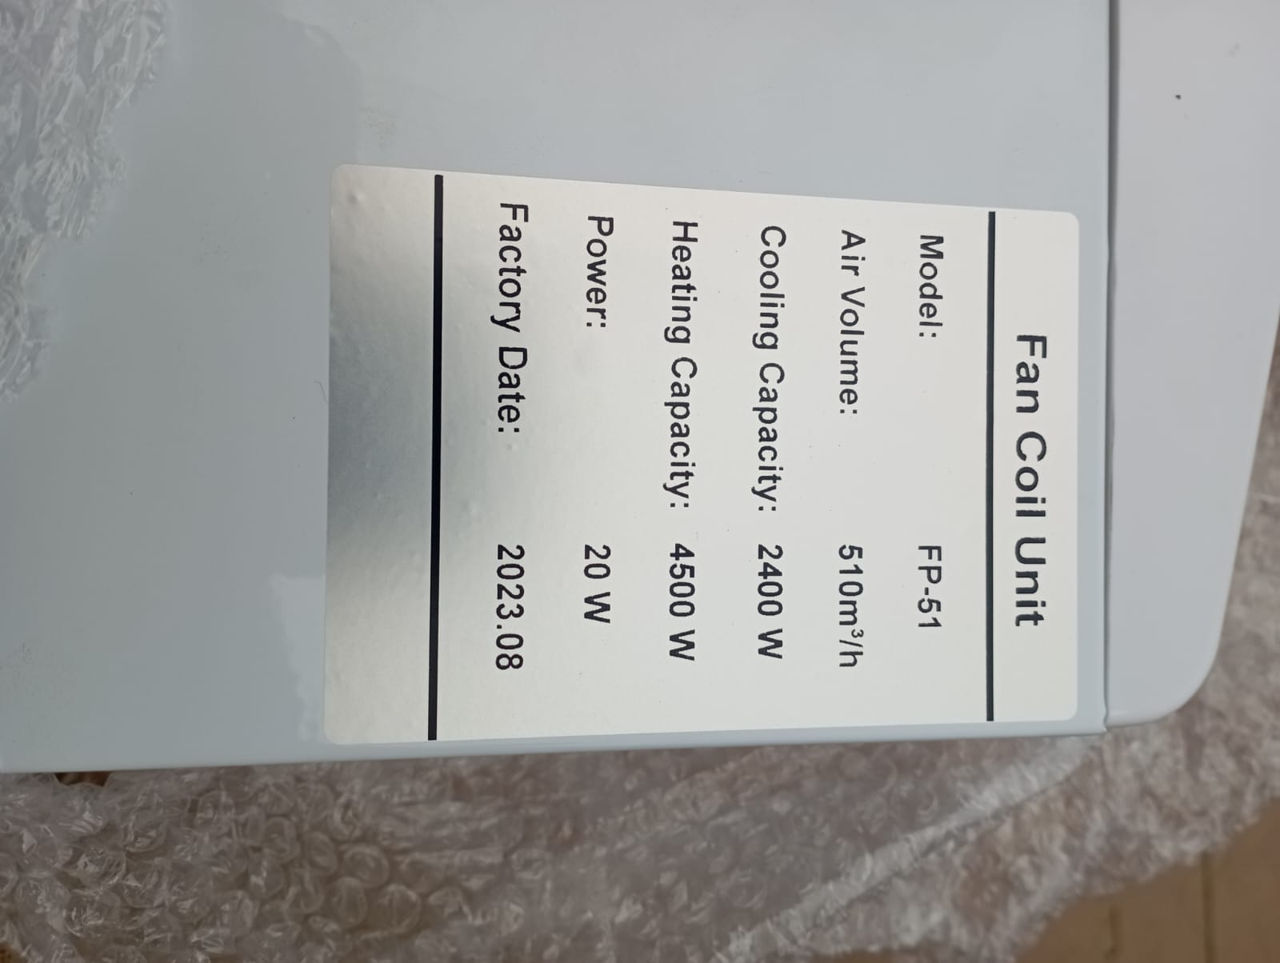 Fan Coil Unit
Model: FP-51
Air Volume: 510m³/h
Cooling Capacity: 2400 W
Heating Capacity: 4500 W
Power: 20 W
Factory Date: 2023.08